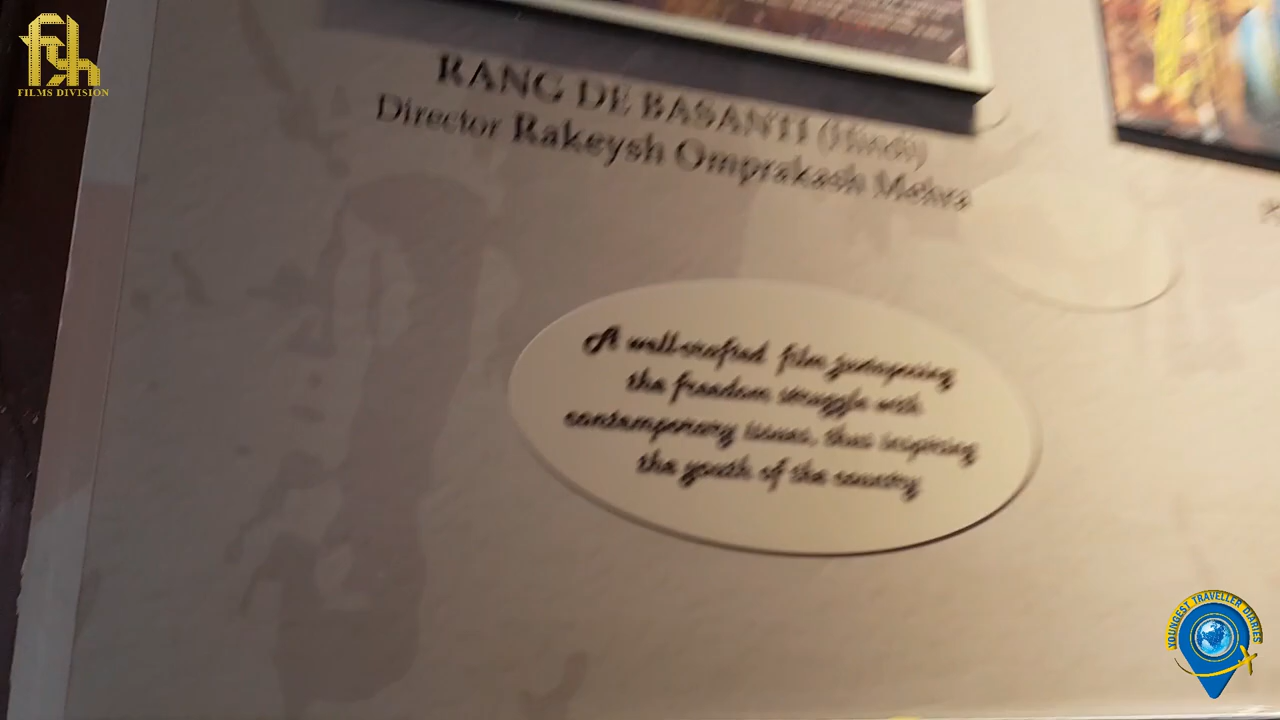 FILMS DIVISION
RANG DE BASANTI (Hindi)
Director Rakeysh Omprakash Mehra
A well-crafted film juxtaposing
the freedom struggle with
contemporary issues, thus inspiring
the youth of the country
YOUNGEST TRAVELLER DIARIES